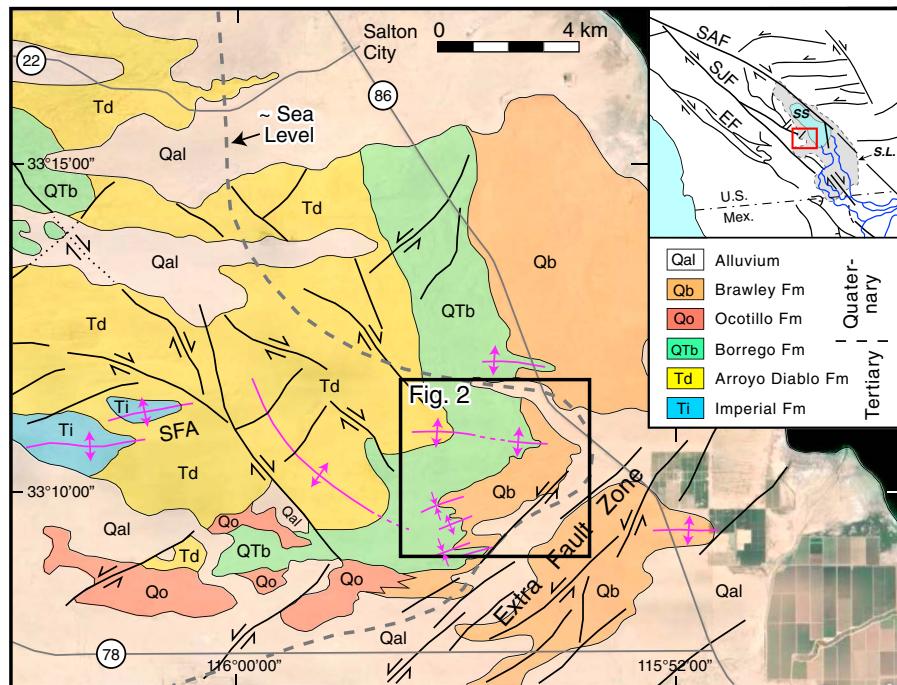 Salton
City
0 4 km
22
86
Td
~ Sea
Level
Qal
33°15'00"
QTb
Td
Qal
Qb
QTb
Td
Td
Fig. 2
Ti
Ti
SFA
Td
Qb
33°10'00"
Qal
Qo
Qal
QTb
Td
Qo
Qo
Qo
Extra Fault Zone
Qb
Qal
Qal
78
116°00'00"
115°52'00"
SAF
SJF
EF
SS
S.L.
U.S.
Mex.
Qal Alluvium
Qb Brawley Fm
Qo Ocotillo Fm
QTb Borrego Fm
Td Arroyo Diablo Fm
Ti Imperial Fm
Quater-
nary
Tertiary